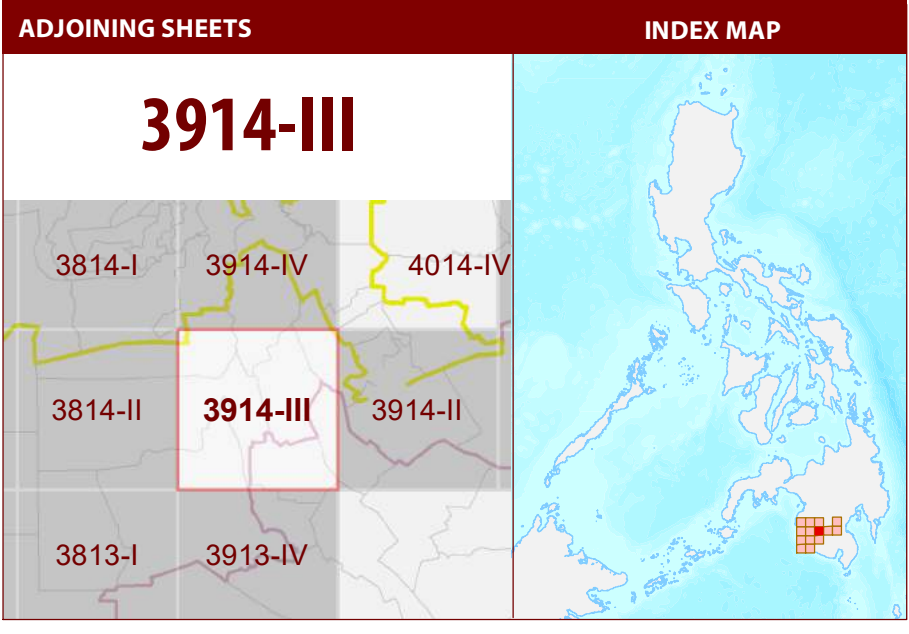 ADJOINING SHEETS
INDEX MAP
3914-III
3814-I
3914-IV
4014-IV
3814-II
3914-III
3914-II
3813-I
3913-IV